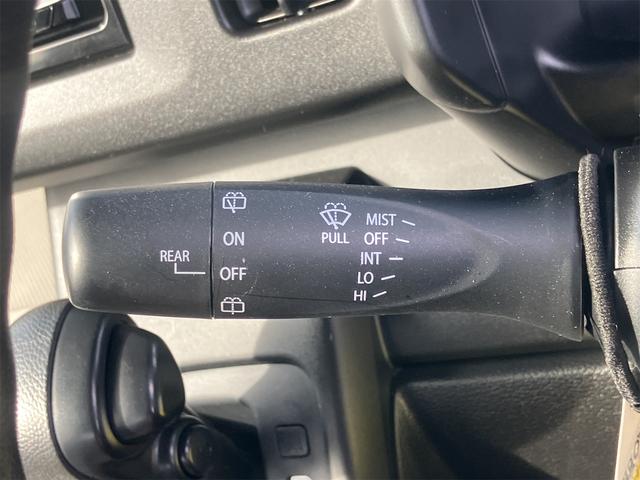 REAR
ON
OFF
PULL
MIST
OFF
INT
LO
HI